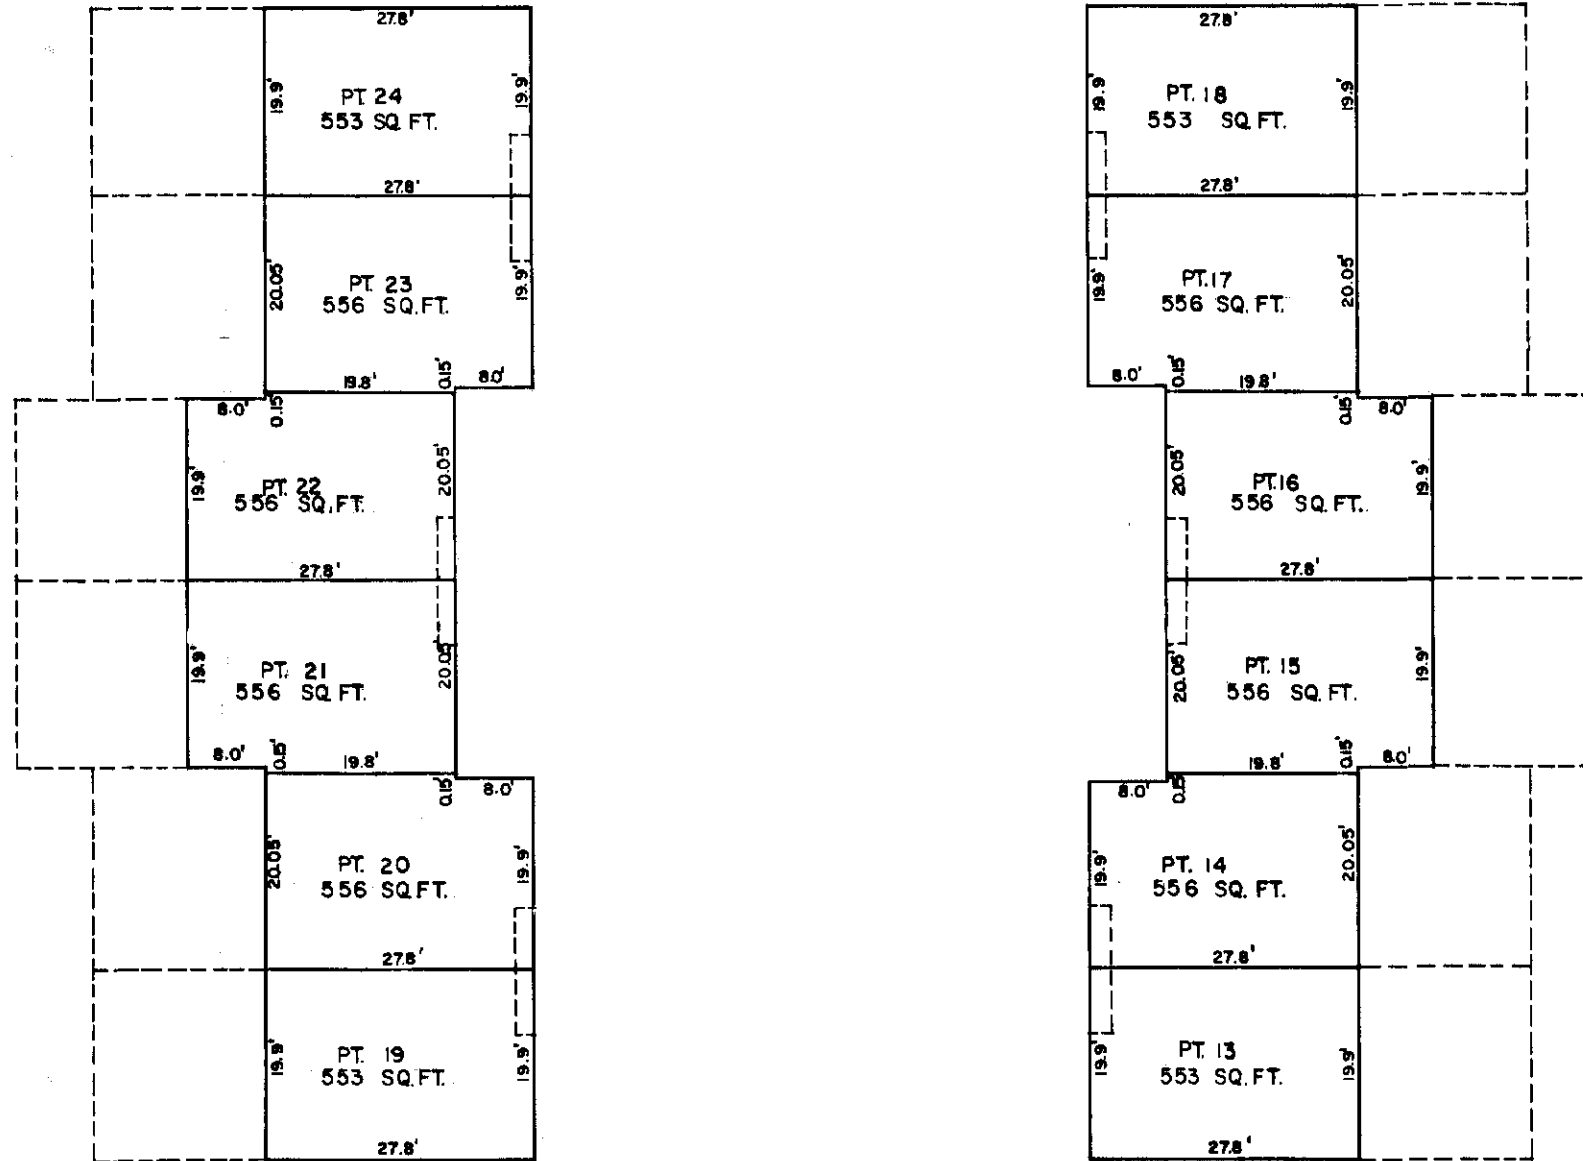 27.8'
19.9'
PT. 24
553 SQ. FT.
19.9'
27.8'
20.05'
PT. 23
556 SQ. FT.
19.9'
19.8'
0.15'
8.0'
8.0'
0.15'
19.9'
PT. 22
556 SQ. FT.
20.05'
27.8'
19.9'
PT. 21
556 SQ. FT.
20.05'
8.0'
0.15'
19.8'
0.15'
8.0'
20.05'
PT. 20
556 SQ. FT.
19.9'
27.8'
19.9'
PT. 19
553 SQ. FT.
19.9'
27.8'
27.8'
19.9'
PT. 18
553 SQ. FT.
19.9'
27.8'
19.9'
PT. 17
556 SQ. FT.
20.05'
8.0'
0.15'
19.8'
0.15'
8.0'
20.05'
PT. 16
556 SQ. FT.
19.9'
27.8'
20.05'
PT. 15
556 SQ. FT.
19.9'
19.8'
0.15'
8.0'
8.0'
0.15'
19.9'
PT. 14
556 SQ. FT.
20.05'
27.8'
19.9'
PT. 13
553 SQ. FT.
19.9'
27.8'